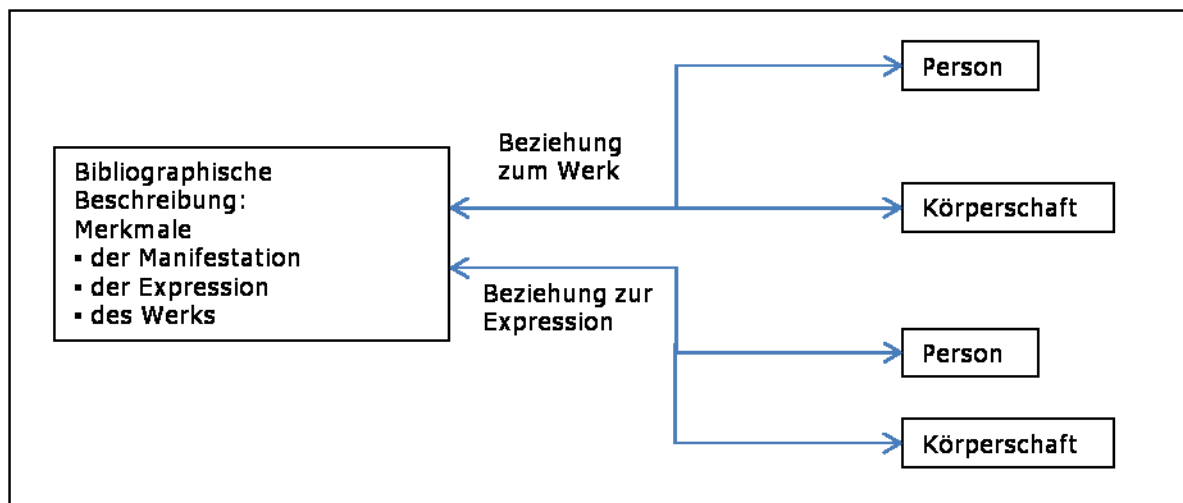 Bibliographische
Beschreibung:
Merkmale
▪ der Manifestation
▪ der Expression
▪ des Werks
Beziehung
zum Werk
Beziehung zur
Expression
Person
Körperschaft
Person
Körperschaft